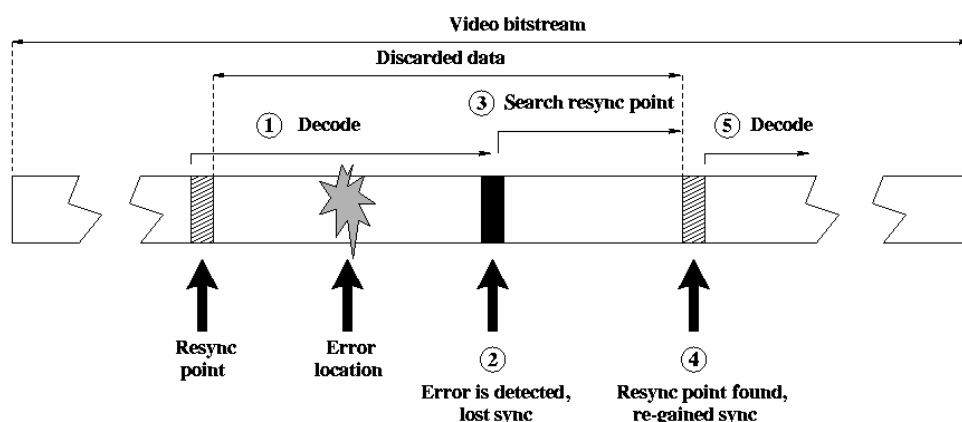 Video bitstream
Discarded data
3 Search resync point
1 Decode
5 Decode
Resync
point
Error
location
2
Error is detected,
lost sync
4
Resync point found,
re-gained sync